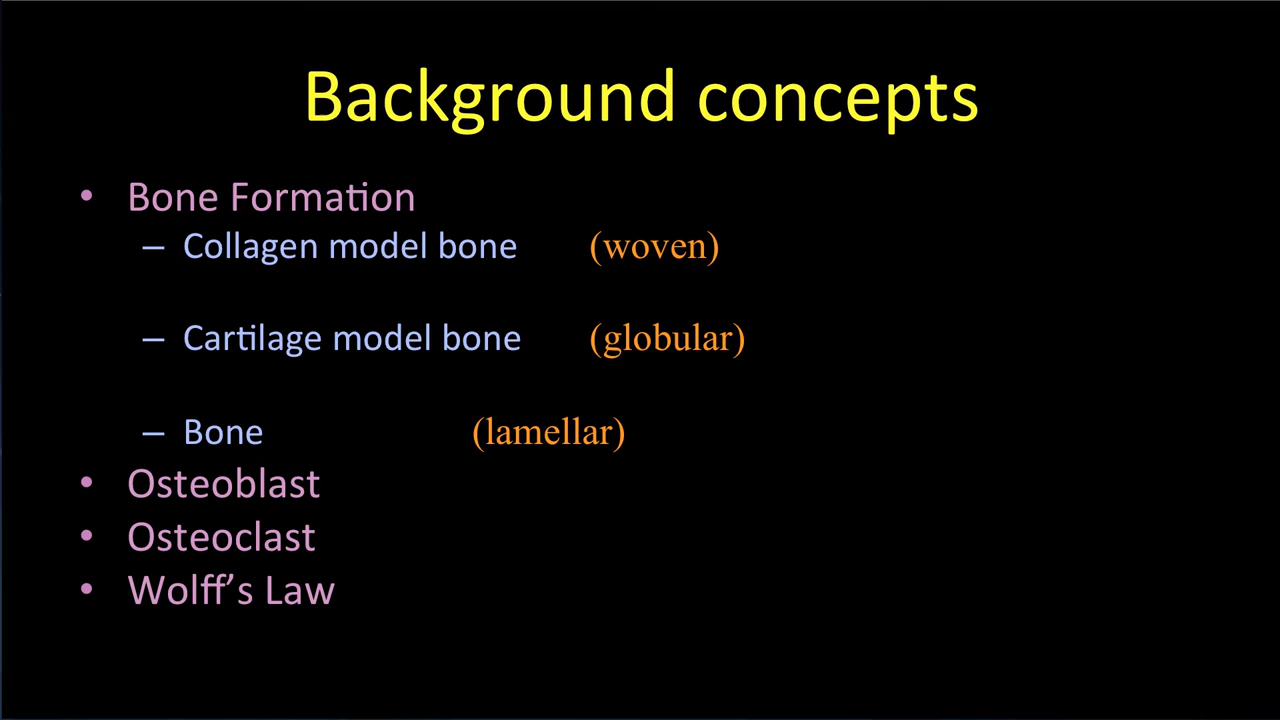 Background concepts
• Bone Formation
– Collagen model bone (woven)
– Cartilage model bone (globular)
– Bone (lamellar)
• Osteoblast
• Osteoclast
• Wolff’s Law